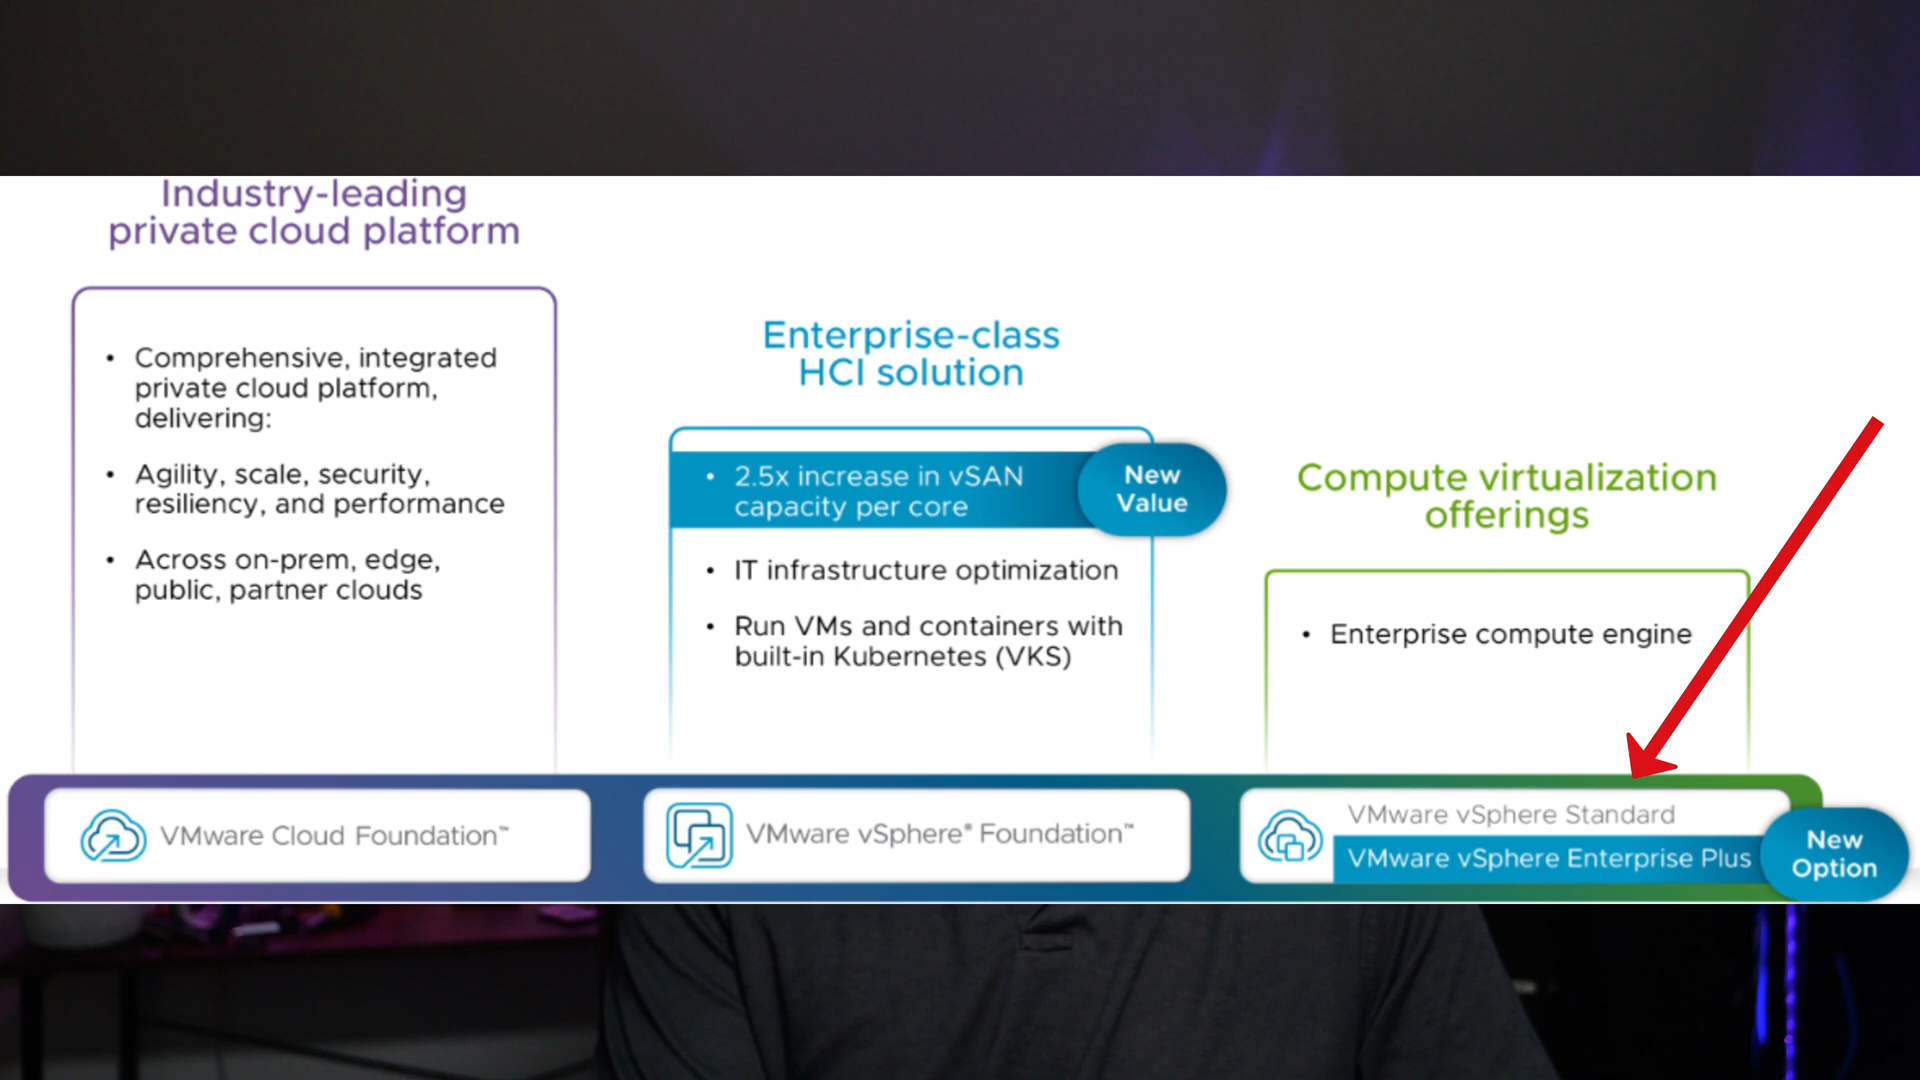 Industry-leading
private cloud platform
• Comprehensive, integrated
private cloud platform,
delivering:
• Agility, scale, security,
resiliency, and performance
• Across on-prem, edge,
public, partner clouds
VMware Cloud Foundation™
Enterprise-class
HCI solution
• 2.5x increase in vSAN
capacity per core
New
Value
• IT infrastructure optimization
• Run VMs and containers with
built-in Kubernetes (VKS)
VMware vSphere® Foundation™
Compute virtualization
offerings
• Enterprise compute engine
VMware vSphere Standard
VMware vSphere Enterprise Plus
New
Option